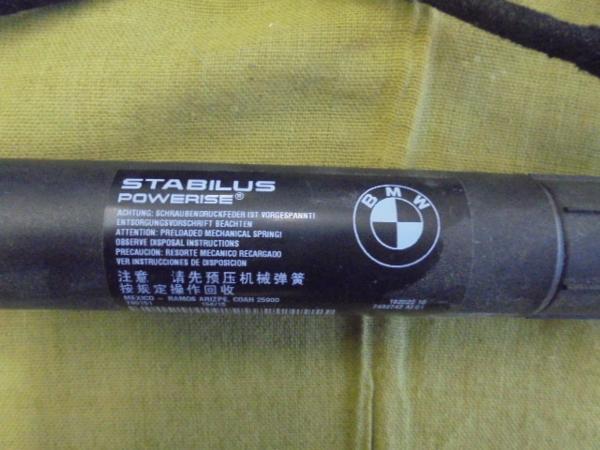 STABILUS
POWERISE®
ACHTUNG: SCHRAUBENDRUCKFEDER IST VORGESPANNT!
ENTSORGUNGSVORSCHRIFT BEACHTEN
ATTENTION: PRELOADED MECHANICAL SPRING!
OBSERVE DISPOSAL INSTRUCTIONS
PRECAUCION: RESORTE MECANICO RECARGADO
VER INSTRUCCIONES DE DISPOSICION
注意 请先预压机械弹簧
按规定操作回收
MEXICO - RAMOS ARIZPE, COAH 25900
BMW